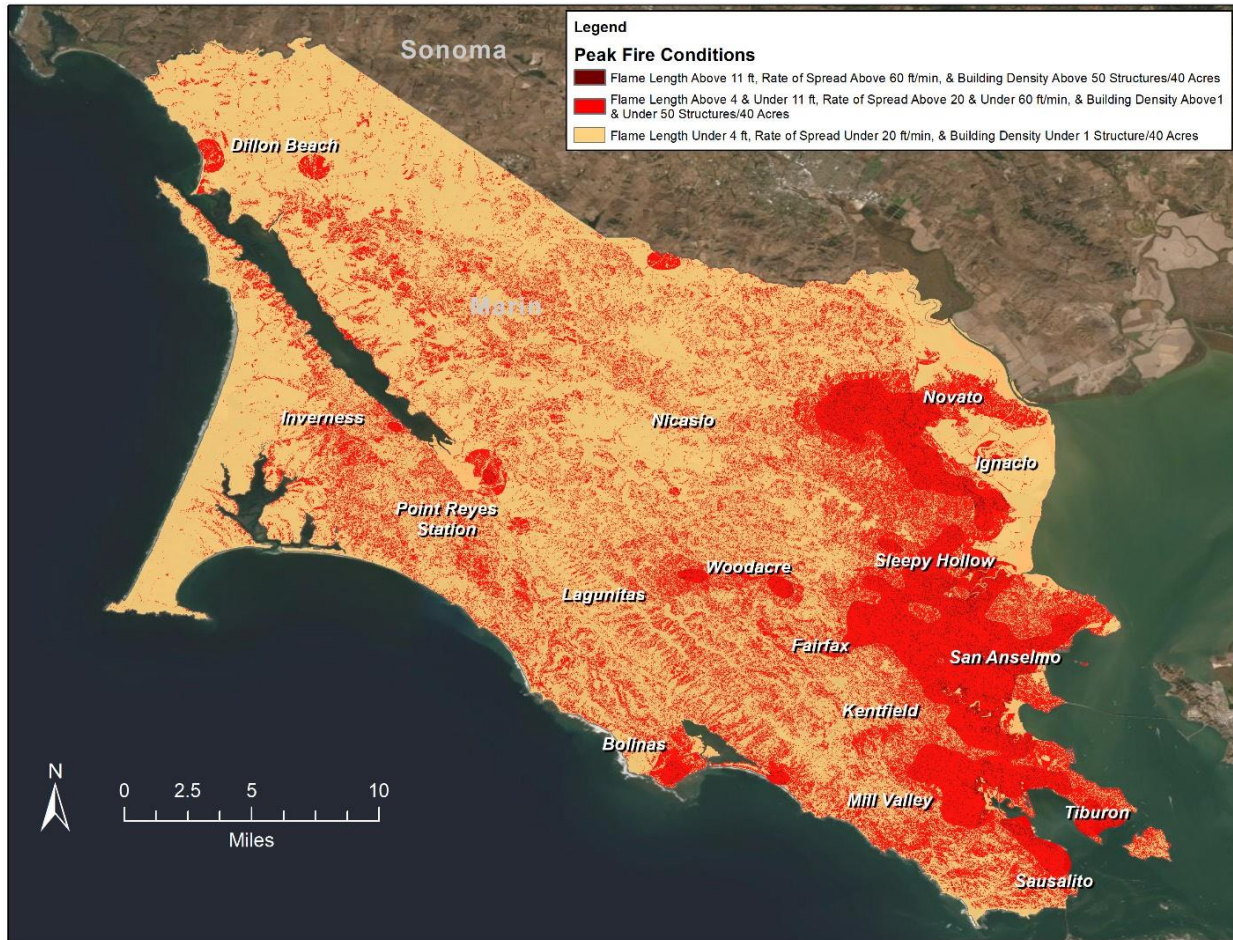 Legend
Peak Fire Conditions
Flame Length Above 11 ft, Rate of Spread Above 60 ft/min, & Building Density Above 50 Structures/40 Acres
Flame Length Above 4 & Under 11 ft, Rate of Spread Above 20 & Under 60 ft/min, & Building Density Above1
& Under 50 Structures/40 Acres
Flame Length Under 4 ft, Rate of Spread Under 20 ft/min, & Building Density Under 1 Structure/40 Acres
Sonoma
Dillon Beach
Marin
Novato
Inverness
Nicasio
Ignacio
Point Reyes
Station
Sleepy Hollow
Woodacre
Lagunitas
Fairfax
San Anselmo
Kentfield
Bolinas
Mill Valley
Tiburon
Sausalito
N
0 2.5 5 10
Miles